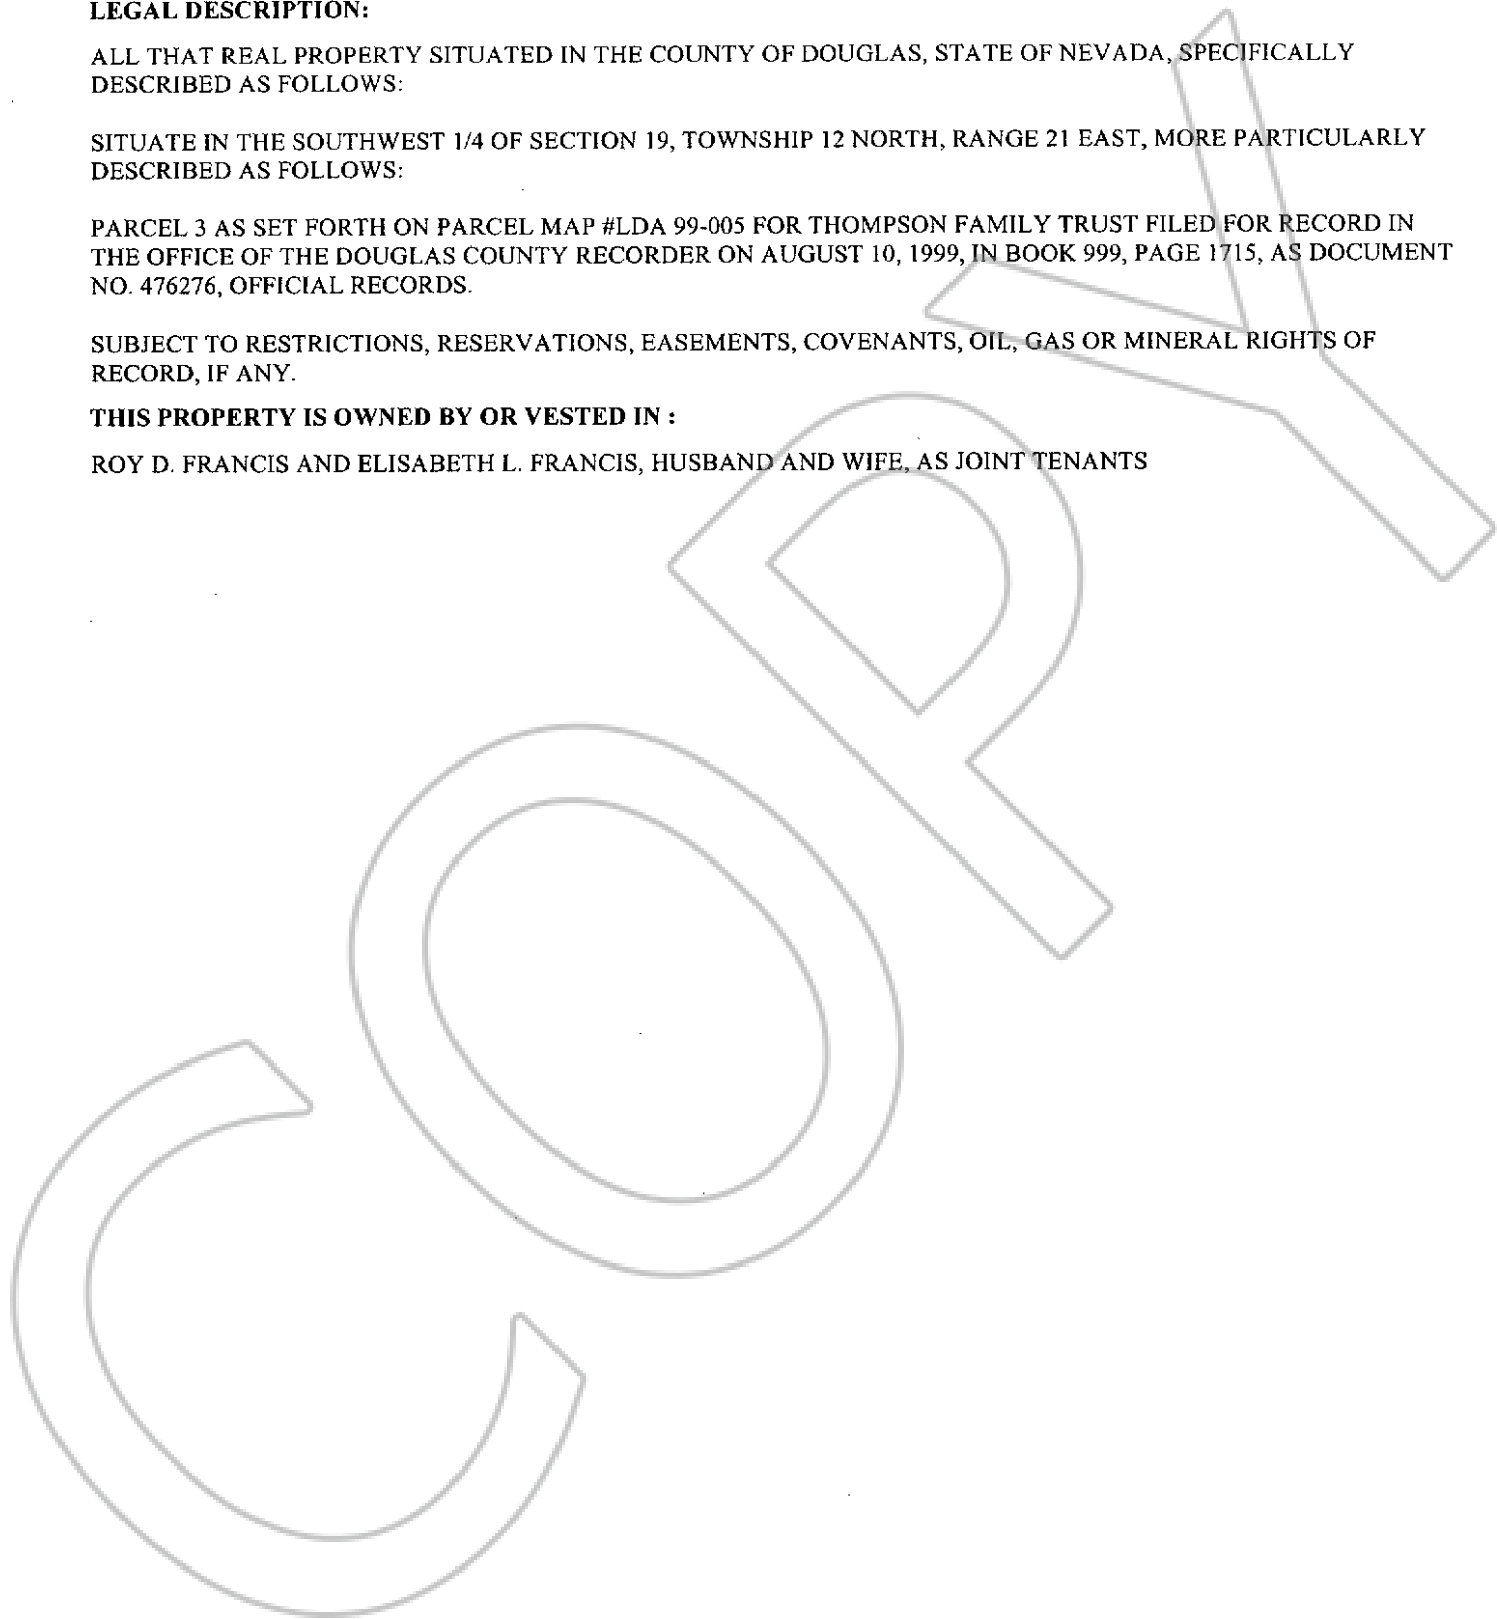 LEGAL DESCRIPTION:
ALL THAT REAL PROPERTY SITUATED IN THE COUNTY OF DOUGLAS, STATE OF NEVADA, SPECIFICALLY
DESCRIBED AS FOLLOWS:
SITUATE IN THE SOUTHWEST 1/4 OF SECTION 19, TOWNSHIP 12 NORTH, RANGE 21 EAST, MORE PARTICULARLY
DESCRIBED AS FOLLOWS:
PARCEL 3 AS SET FORTH ON PARCEL MAP #LDA 99-005 FOR THOMPSON FAMILY TRUST FILED FOR RECORD IN
THE OFFICE OF THE DOUGLAS COUNTY RECORDER ON AUGUST 10, 1999, IN BOOK 999, PAGE 1715, AS DOCUMENT
NO. 476276, OFFICIAL RECORDS.
SUBJECT TO RESTRICTIONS, RESERVATIONS, EASEMENTS, COVENANTS, OIL, GAS OR MINERAL RIGHTS OF
RECORD, IF ANY.
THIS PROPERTY IS OWNED BY OR VESTED IN :
ROY D. FRANCIS AND ELISABETH L. FRANCIS, HUSBAND AND WIFE, AS JOINT TENANTS
COPY